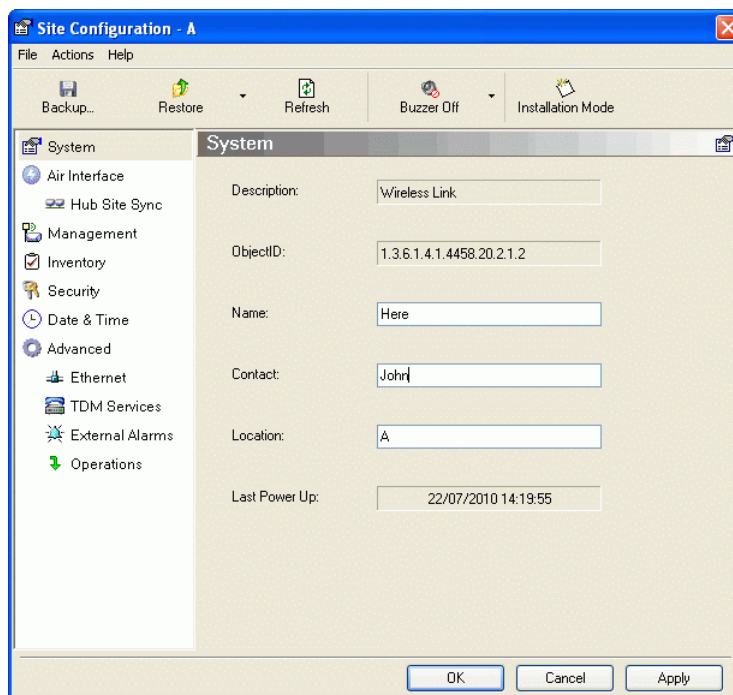 Site Configuration - A
File Actions Help
Backup... Restore Refresh Buzzer Off Installation Mode
System
Air Interface
Hub Site Sync
Management
Inventory
Security
Date & Time
Advanced
Ethernet
TDM Services
External Alarms
Operations
System
Description: Wireless Link
ObjectID: 1.3.6.1.4.1.4458.20.2.1.2
Name: Here
Contact: John
Location: A
Last Power Up: 22/07/2010 14:19:55
OK Cancel Apply